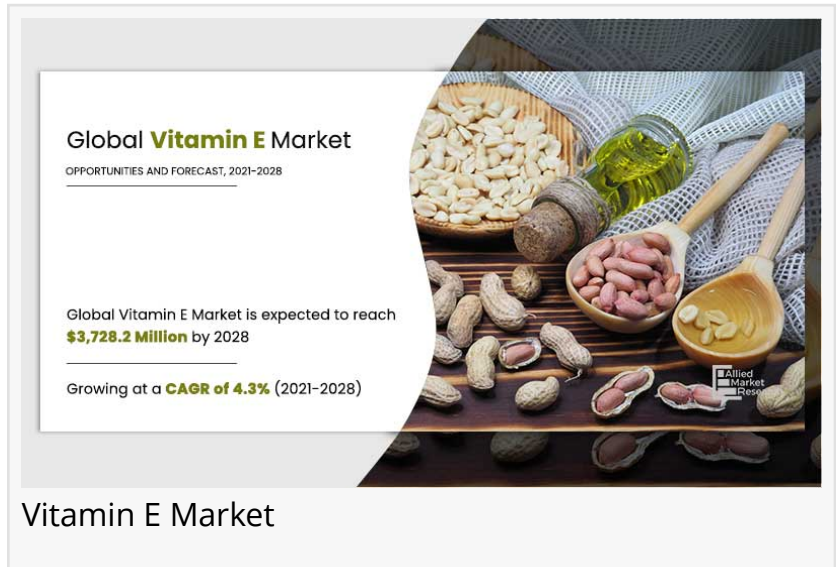 Global Vitamin E Market
OPPORTUNITIES AND FORECAST, 2021-2028
Global Vitamin E Market is expected to reach
$3,728.2 Million by 2028
Growing at a CAGR of 4.3% (2021-2028)
Allied
Market
Vitamin E Market